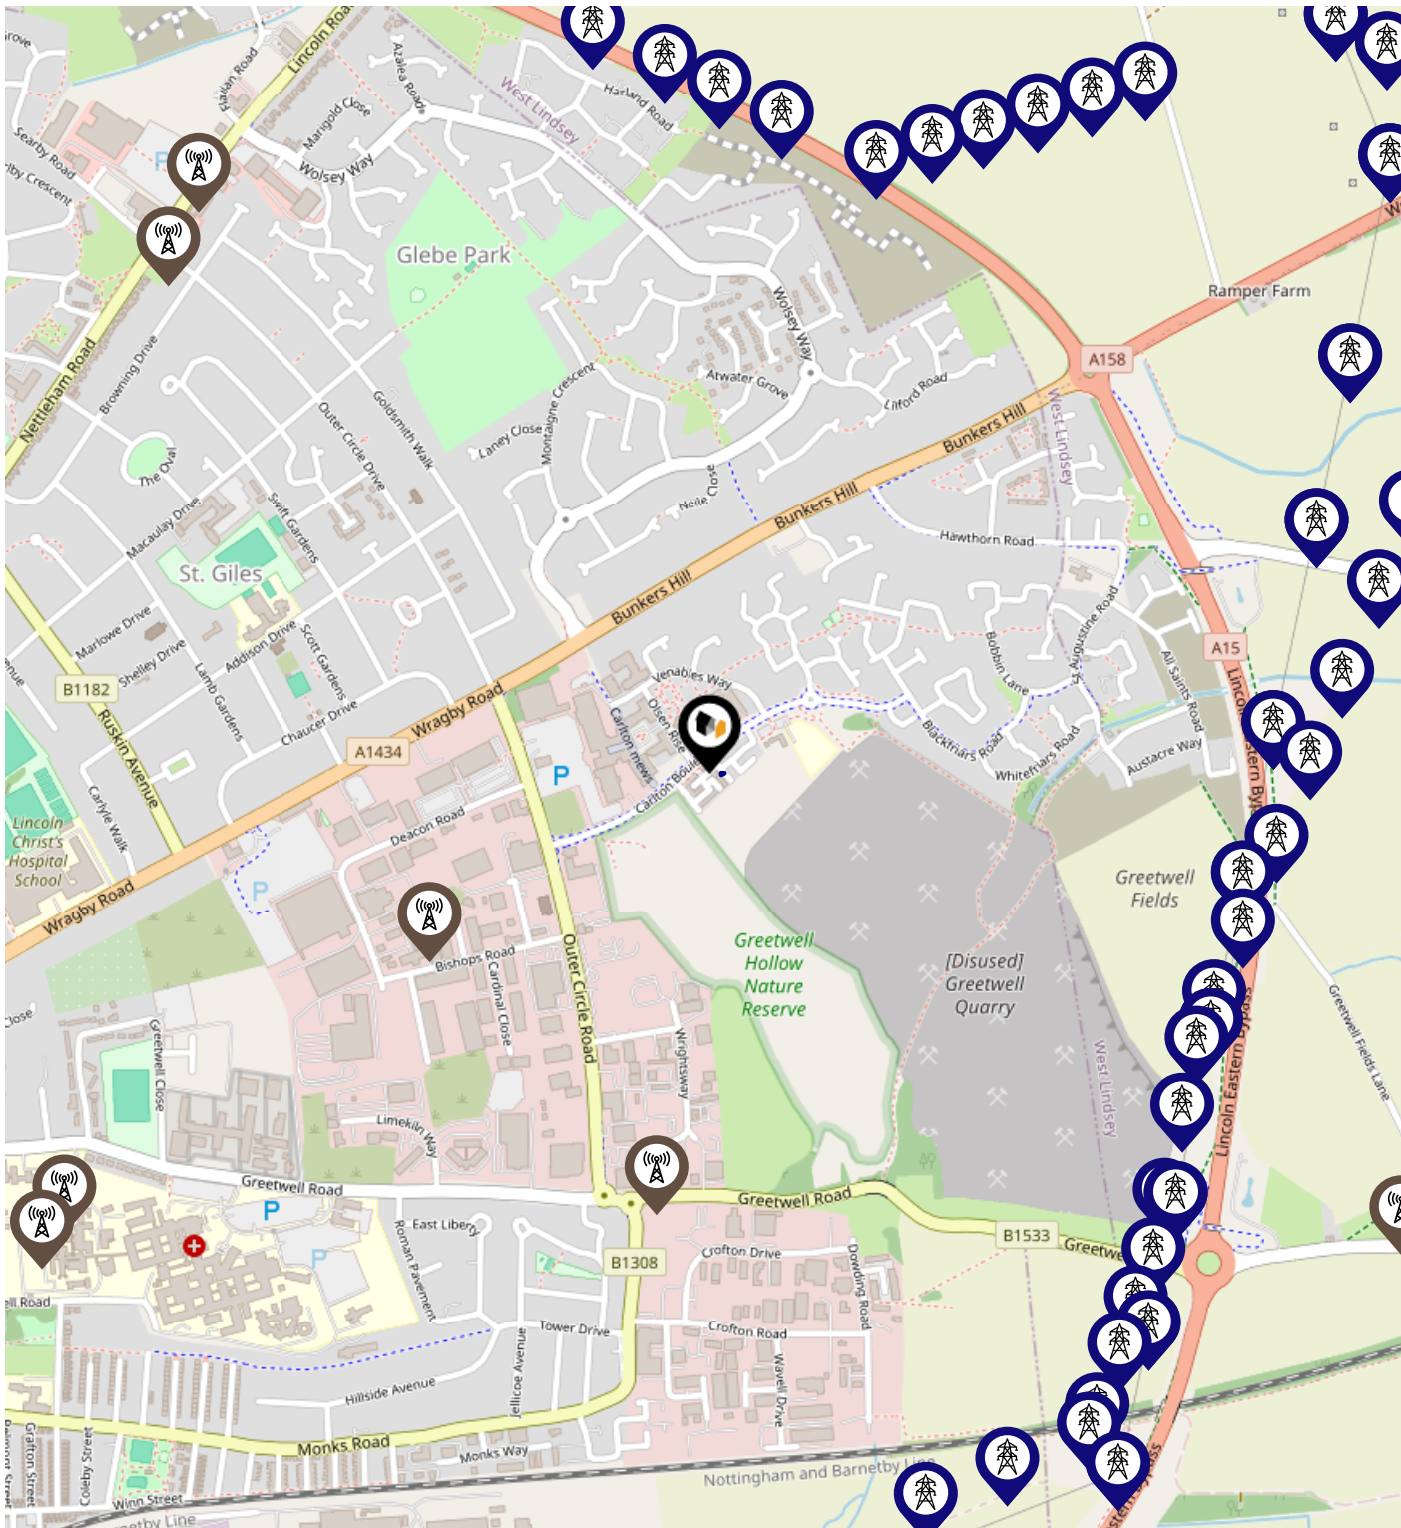 Lincoln Road
Azalea Road
Harland Road
West Lindsey
Marigold Close
Wolsey Way
Searby Road
P
Glebe Park
Ramper Farm
Wolsey Way
A158
Nettleham Road
Browning Drive
Montaigne Crescent
Atwater Grove
Lilford Road
Laney Close
Goldsmith Walk
Outer Circle Drive
Bunkers Hill
West Lindsey
The Oval
Neile Close
Bunkers Hill
Swift Gardens
Macaulay Drive
Hawthorn Road
St. Giles
Bunkers Hill
Marlowe Drive
Shelley Drive
Addison Drive
Scott Gardens
St Augustine Road
Bobbin Lane
All Saints Road
A15
B1182
Ruskin Avenue
Lamb Gardens
Chaucer Drive
Wragby Road
A1434
Venables Way
Olsen Rise
Carlton mews
Carlton Boule
Blackfriars Road
Whitefriars Road
Austacre Way
P
Carlyle Walk
Deacon Road
Lincoln
Christ's
Hospital
School
P
Wragby Road
Greetwell
Fields
Bishops Road
Cardinal Close
Outer Circle Road
Greetwell
Hollow
Nature
Reserve
[Disused]
Greetwell
Quarry
Greetwell Fields Lane
Close
Greetwell Close
Wrightsway
West Lindsey
Lincoln Eastern Bypass
Limekiln Way
Greetwell Road
P
P
Greetwell Road
East Liberty
Roman Pavement
B1533
B1308
Crofton Drive
Dowding Road
ell Road
Tower Drive
Crofton Road
Jellicoe Avenue
Wavell Drive
Hillside Avenue
Monks Road
Monks Way
Grafton Street
Coleby Street
Winn Street
Nottingham and Barnetby Line
netby Line